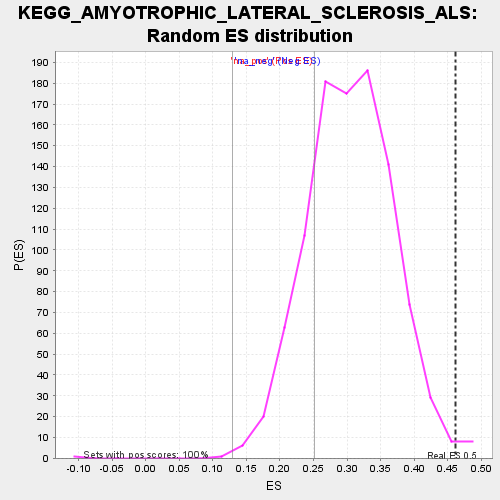 KEGG_AMYOTROPHIC_LATERAL_SCLEROSIS_ALS:
Random ES distribution
190
180
170
160
150
140
130
120
110
100
90
80
70
60
50
40
30
20
10
0
P(ES)
Sets with pos scores: 100%
Real ES 0.5
-0.10 -0.05 0.00 0.05 0.10 0.15 0.20 0.25 0.30 0.35 0.40 0.45 0.50
ES